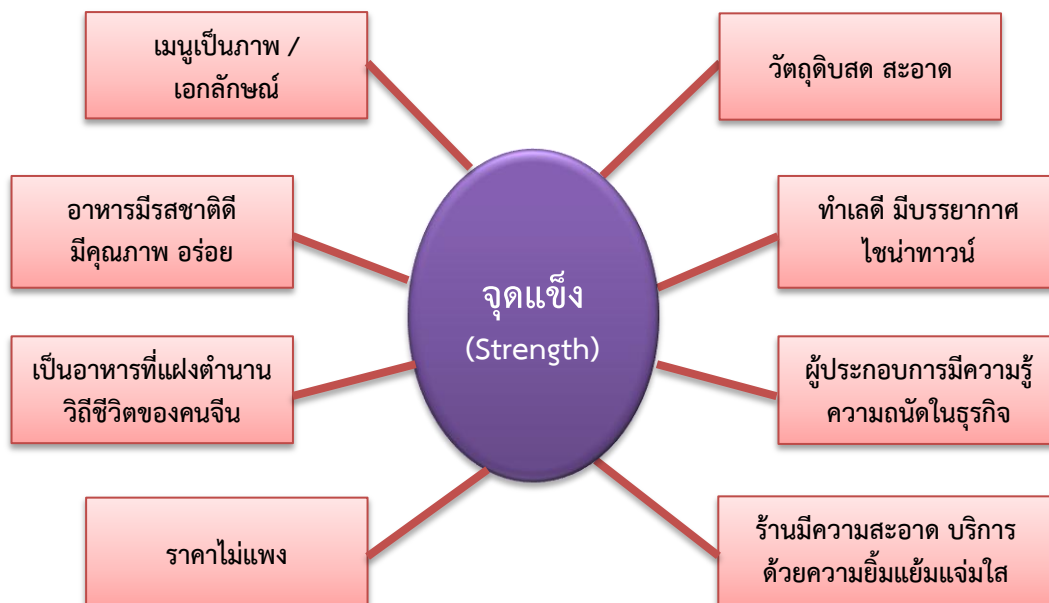 เมนูเป็นภาพ /
เอกลักษณ์
วัตถุดิบสด สะอาด
อาหารมีรสชาติดี
มีคุณภาพ อร่อย
ทำเลดี มีบรรยากาศ
ไชน่าทาวน์
จุดแข็ง
(Strength)
เป็นอาหารที่แฝงตำนาน
วิถีชีวิตของคนจีน
ผู้ประกอบการมีความรู้
ความถนัดในธุรกิจ
ราคาไม่แพง
ร้านมีความสะอาด บริการ
ด้วยความยิ้มแย้มแจ่มใส